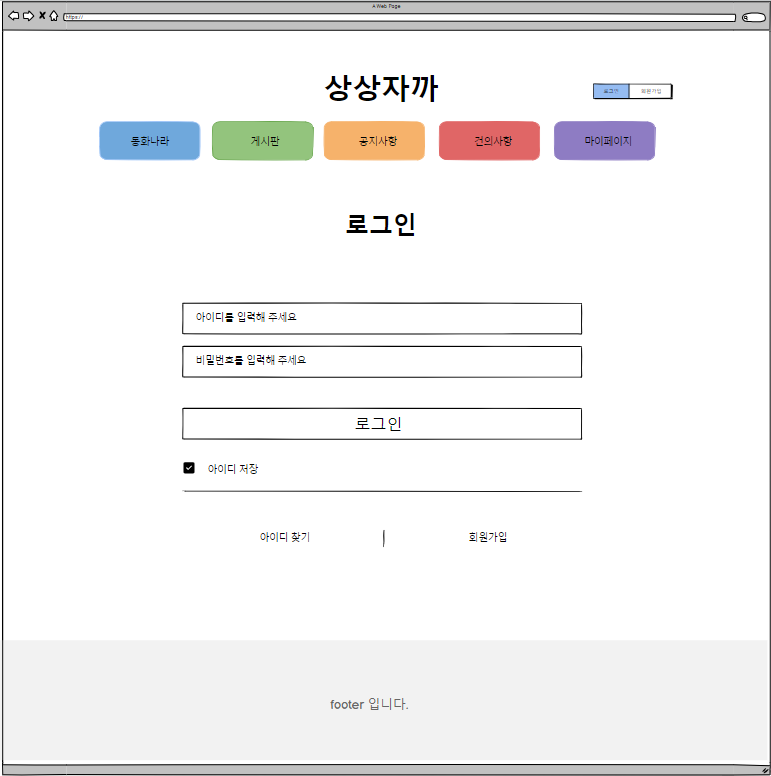 A Web Page
https://
상상자까
로그인 회원가입
동화나라 게시판 공지사항 건의사항 마이페이지
로그인
아이디를 입력해 주세요
비밀번호를 입력해 주세요
로그인
아이디 저장
아이디 찾기 회원가입
footer 입니다.